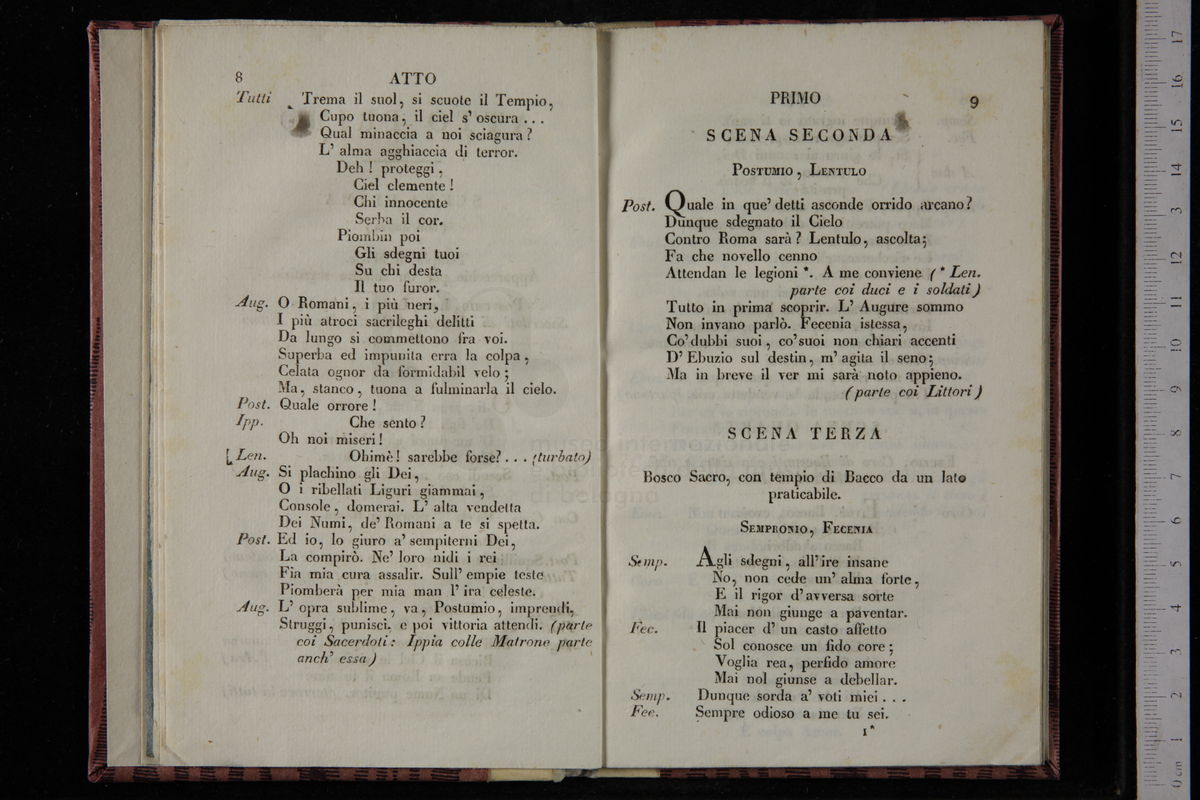 8 ATTO
Tutti Trema il suol, si scuote il Tempio,
Cupo tuona, il ciel s' oscura . . .
Qual minaccia a noi sciagura?
L' alma agghiaccia di terror.
Deh! proteggi,
Ciel clemente!
Chi innocente
Serba il cor.
Piombin poi
Gli sdegni tuoi
Su chi desta
Il tuo furor.
Aug. O Romani, i più neri,
I più atroci sacrileghi delitti
Da lungo si commettono fra voi.
Superba ed impunita erra la colpa,
Celata ognor da formidabil velo;
Ma, stanco, tuona a fulminarla il cielo.
Post. Quale orrore!
Ipp. Che sento?
Oh noi miseri!
[Len. Ohimè! sarebbe forse? . . . (turbato)
Aug. Si plachino gli Dei,
O i ribellati Liguri giammai,
Console, domerai. L' alta vendetta
Dei Numi, de' Romani a te si spetta.
Post. Ed io, lo giuro a' sempiterni Dei,
La compirò. Ne' loro nidi i rei
Fia mia cura assalir. Sull' empie teste
Piomberà per mia man l' ira celeste.
Aug. L' opra sublime, va, Postumio, imprendi,
Struggi, punisci, e poi vittoria attendi. (parte
coi Sacerdoti: Ippia colle Matrone parte
anch' essa)
PRIMO 9
SCENA SECONDA
Postumio, Lentulo
Post. Quale in que' detti asconde orrido arcano?
Dunque sdegnato il Cielo
Contro Roma sarà? Lentulo, ascolta;
Fa che novello cenno
Attendan le legioni *. A me conviene (* Len.
parte coi duci e i soldati)
Tutto in prima scoprir. L' Augure sommo
Non invano parlò. Fecenia istessa,
Co' dubbi suoi, co' suoi non chiari accenti
D' Ebuzio sul destin, m' agita il seno;
Ma in breve il ver mi sarà noto appieno.
(parte coi Littori)
SCENA TERZA
Bosco Sacro, con tempio di Bacco da un lato
praticabile.
Sempronio, Fecenia
Semp. Agli sdegni, all' ire insane
No, non cede un' alma forte,
E il rigor d' avversa sorte
Mai non giunge a paventar.
Fec. Il piacer d' un casto affetto
Sol conosce un fido core;
Voglia rea, perfido amore
Mai nol giunse a debellar.
Semp. Dunque sorda a' voti miei . . .
Fec. Sempre odioso a me tu sei.
1*